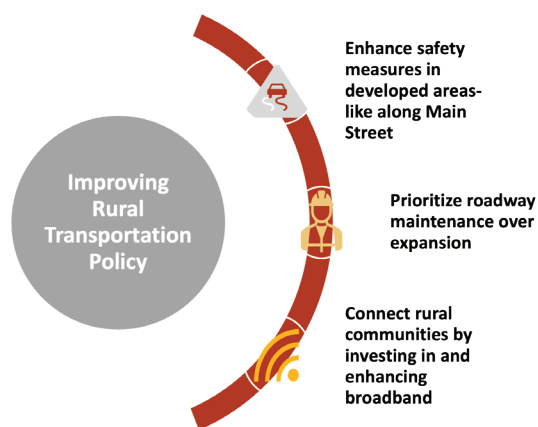 Improving
Rural
Transportation
Policy
Enhance safety
measures in
developed areas-
like along Main
Street
Prioritize roadway
maintenance over
expansion
Connect rural
communities by
investing in and
enhancing
broadband